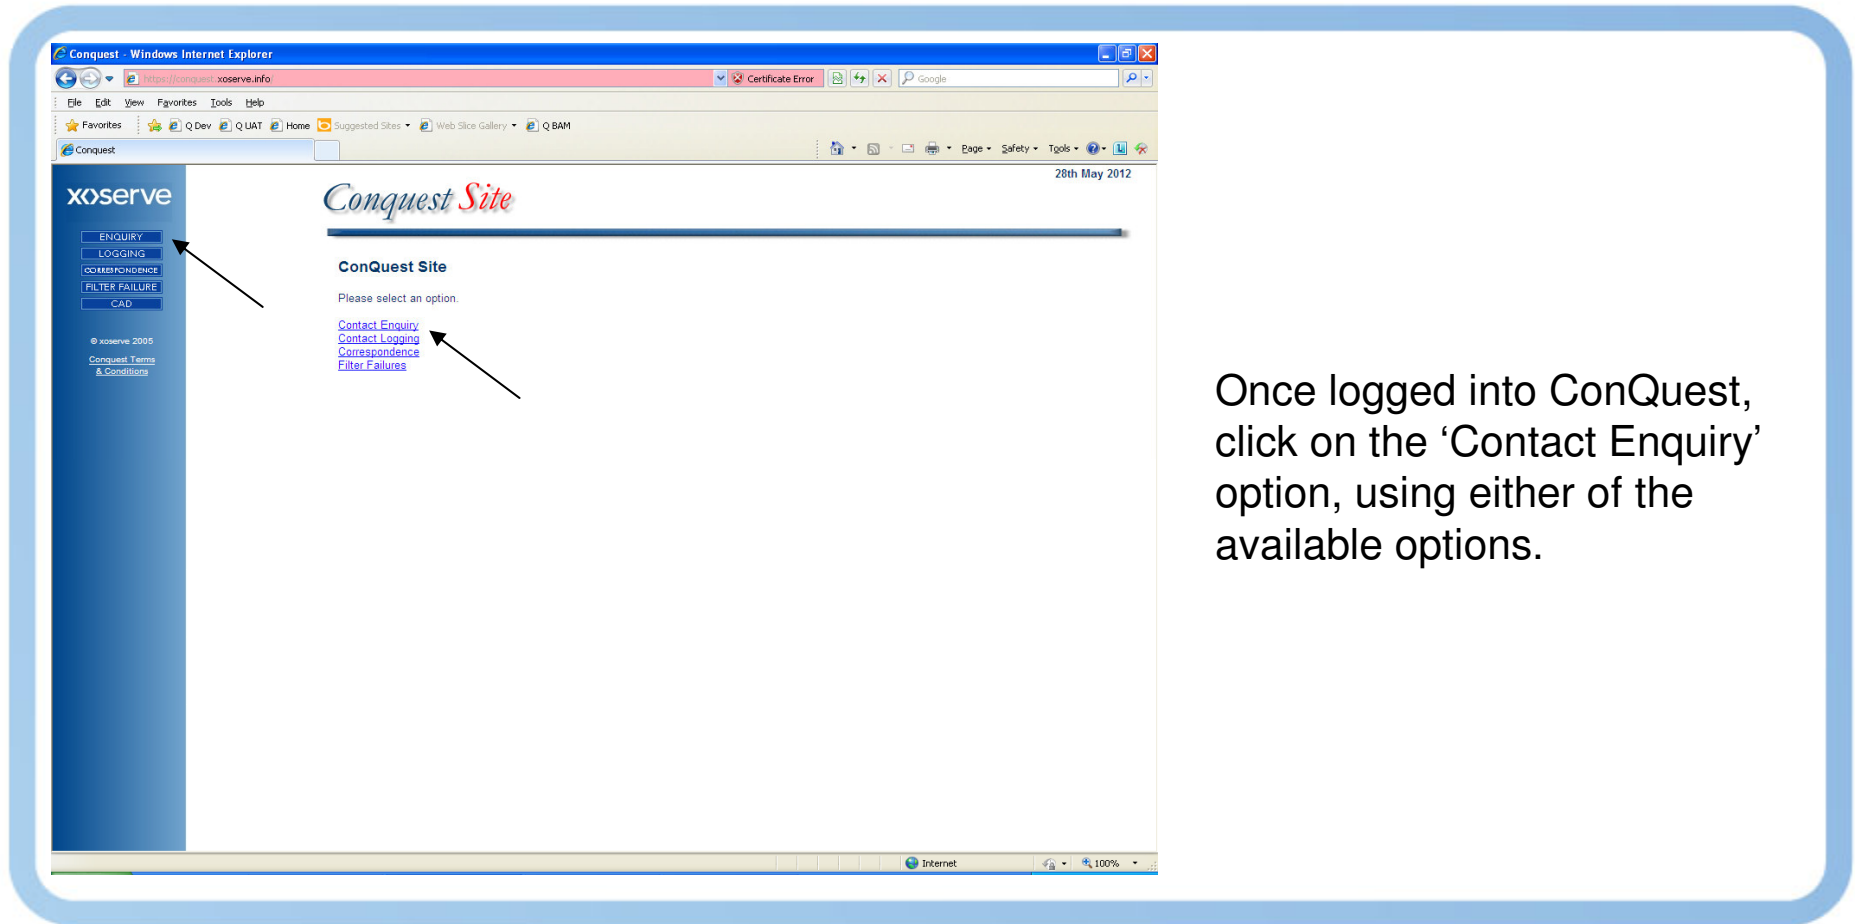 Conquest - Windows Internet Explorer
https://conquest.xoserve.info
Certificate Error
Google
File Edit View Favorites Tools Help
Favorites Q Dev Q UAT Home Suggested Sites Web Slice Gallery Q BAM
Conquest
Page Safety Tools
28th May 2012
xoserve
Conquest Site
ENQUIRY
LOGGING
CORRESPONDENCE
FILTER FAILURE
CAD
© xoserve 2005
Conquest Terms
& Conditions
ConQuest Site
Please select an option.
Contact Enquiry
Contact Logging
Correspondence
Filter Failures
Internet
100%
Once logged into ConQuest,
click on the ‘Contact Enquiry’
option, using either of the
available options.